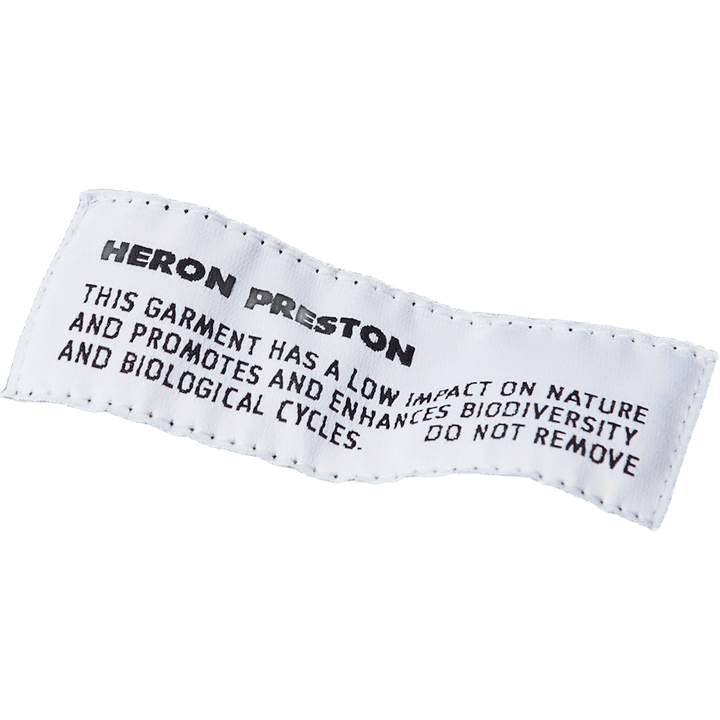 HERON PRESTON
THIS GARMENT HAS A LOW IMPACT ON NATURE
AND PROMOTES AND ENHANCES BIODIVERSITY
AND BIOLOGICAL CYCLES. DO NOT REMOVE